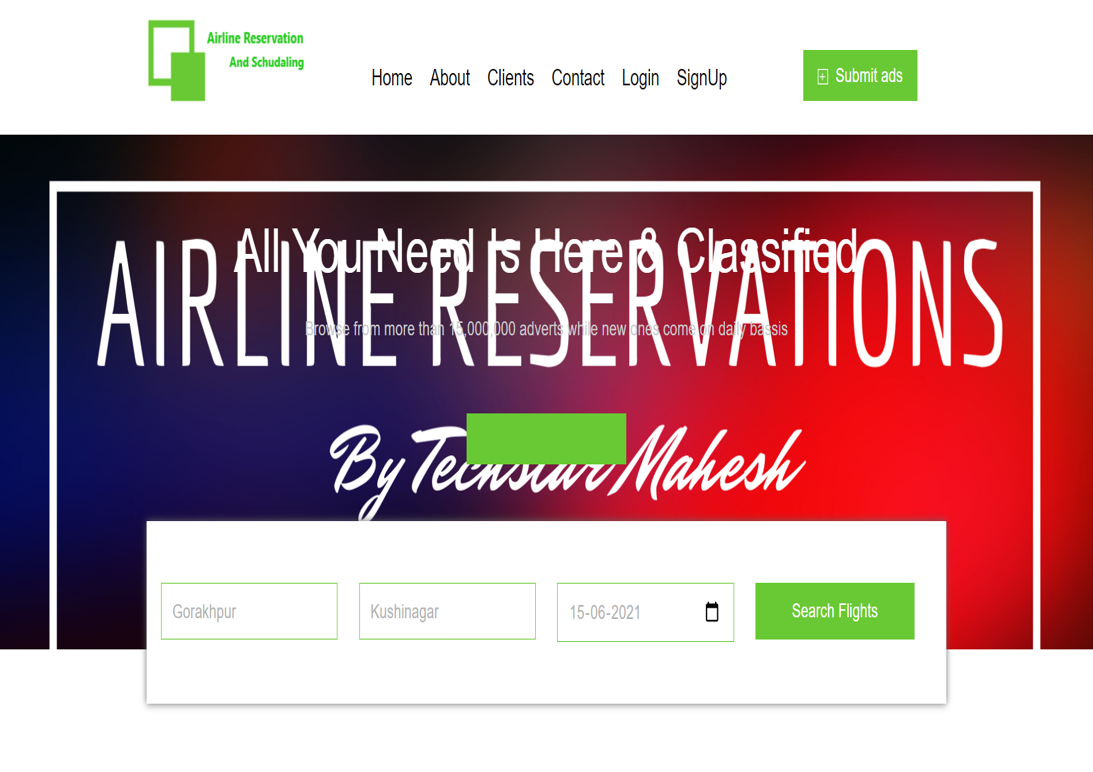 Airline Reservation
And Schudaling
Home About Clients Contact Login SignUp
Submit ads
All You Need Is Here & Classified
AIRLINE RESERVATIONS
Browse from more than 15,000,000 adverts while new ones come on daily bassis
By Techstar Mahesh
Gorakhpur
Kushinagar
15-06-2021
Search Flights